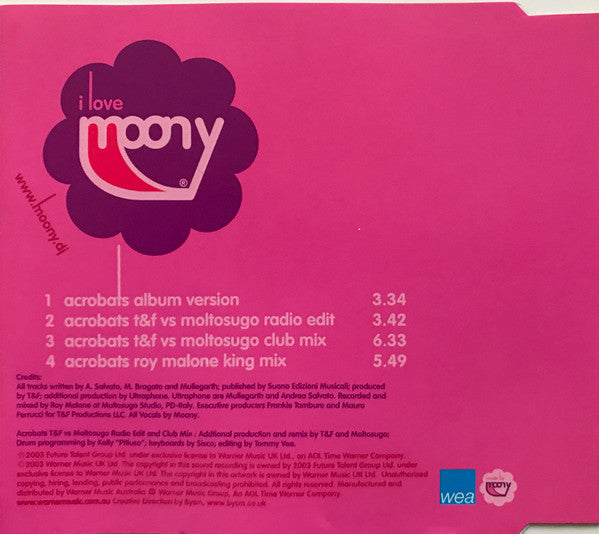 i love
moony
®
www.moony.dj
1 acrobats album version 3.34
2 acrobats t&f vs moltosugo radio edit 3.42
3 acrobats t&f vs moltosugo club mix 6.33
4 acrobats roy malone king mix 5.49
Credits:
All tracks written by A. Salvato, M. Bragato and Mullegarth; published by Suona Edizioni Musicali; produced
by T&F; additional production by Ultraphone. Ultraphone are Mullegarth and Andrea Salvato. Recorded and
mixed by Roy Malone at Moltosugo Studio, PD-Italy. Executive producers Frankie Tamburo and Mauro
Ferrucci for T&F Productions LLC. All Vocals by Moony.
Acrobats T&F vs Moltosugo Radio Edit and Club Mix : Additional production and remix by T&F and Moltosugo;
Drum programming by Kelly "Pituso"; keyboards by Sisco; editing by Tommy Vee.
℗2003 Future Talent Group Ltd. under exclusive license to Warner Music UK Ltd., an AOL Time Warner Company.
©2003 Warner Music UK Ltd. The copyright in this sound recording is owned by 2003 Future Talent Group Ltd. under
exclusive license to Warner Music UK Ltd. The copyright in this artwork is owned by Warner Music UK Ltd. Unauthorised
copying, hiring, lending, public performance and broadcasting prohibited. All rights reserved. Manufactured and
distributed by Warner Music Australia Warner Music Group, An AOL Time Warner Company.
www.warnermusic.com.au Creative Direction by Bysm, www.bysm.co.uk
wea
moony